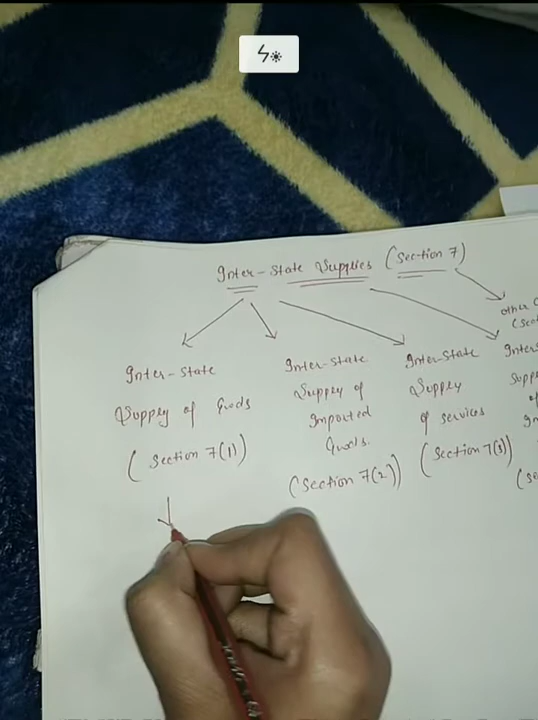 Inter-State Supplies (Section 7)
Inter-State
Supply of Goods
(Section 7(1))
Inter-State
Supply of
Imported
Goods.
(Section 7(2))
Inter-State
Supply
of services
(Section 7(3))
other